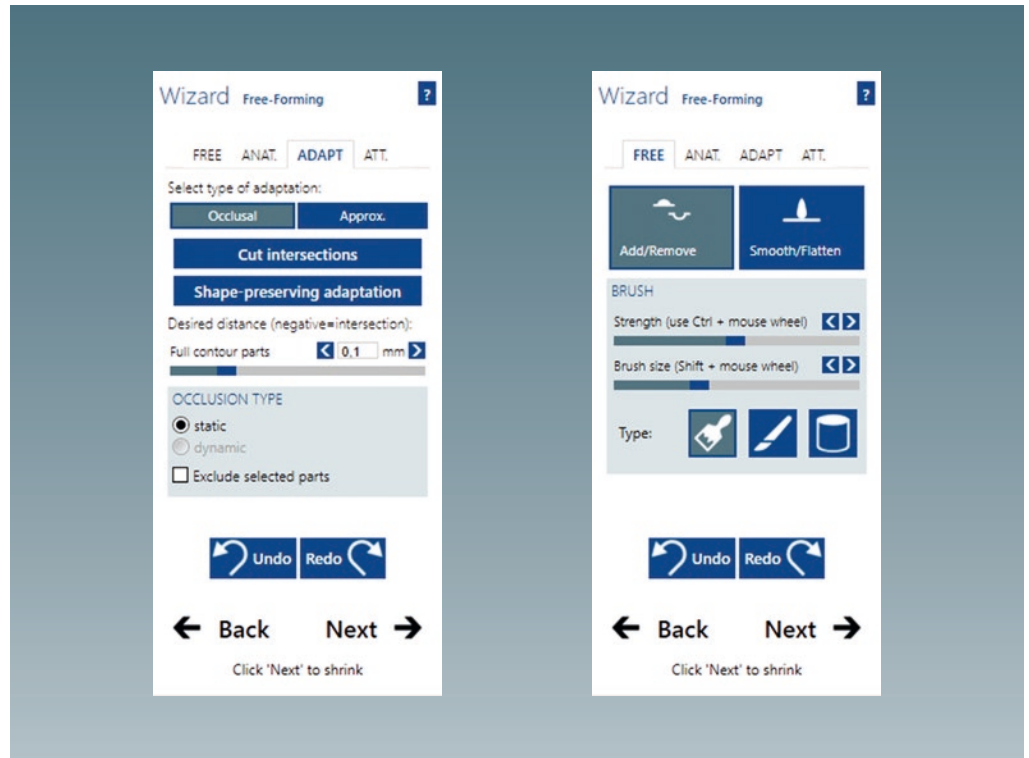 Wizard Free-Forming ?
FREE ANAT. ADAPT ATT.
Select type of adaptation:
Occlusal Approx.
Cut intersections
Shape-preserving adaptation
Desired distance (negative=intersection):
Full contour parts 0,1 mm
OCCLUSION TYPE
static
dynamic
Exclude selected parts
Undo Redo
Back Next
Click 'Next' to shrink
Wizard Free-Forming ?
FREE ANAT. ADAPT ATT.
Add/Remove Smooth/Flatten
BRUSH
Strength (use Ctrl + mouse wheel)
Brush size (Shift + mouse wheel)
Type:
Undo Redo
Back Next
Click 'Next' to shrink